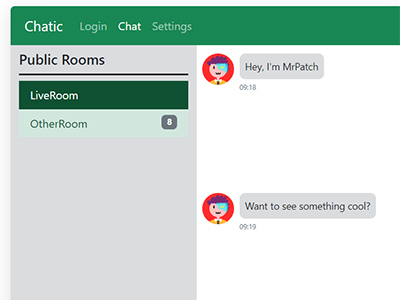 Chatic Login Chat Settings
Public Rooms
LiveRoom
OtherRoom 8
Hey, I'm MrPatch
09:18
Want to see something cool?
09:19